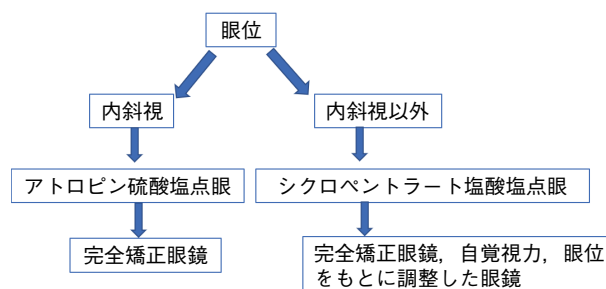 眼位
内斜視
内斜視以外
アトロピン硫酸塩点眼
シクロペントラート塩酸塩点眼
完全矯正眼鏡
完全矯正眼鏡，自覚視力，眼位
をもとに調整した眼鏡